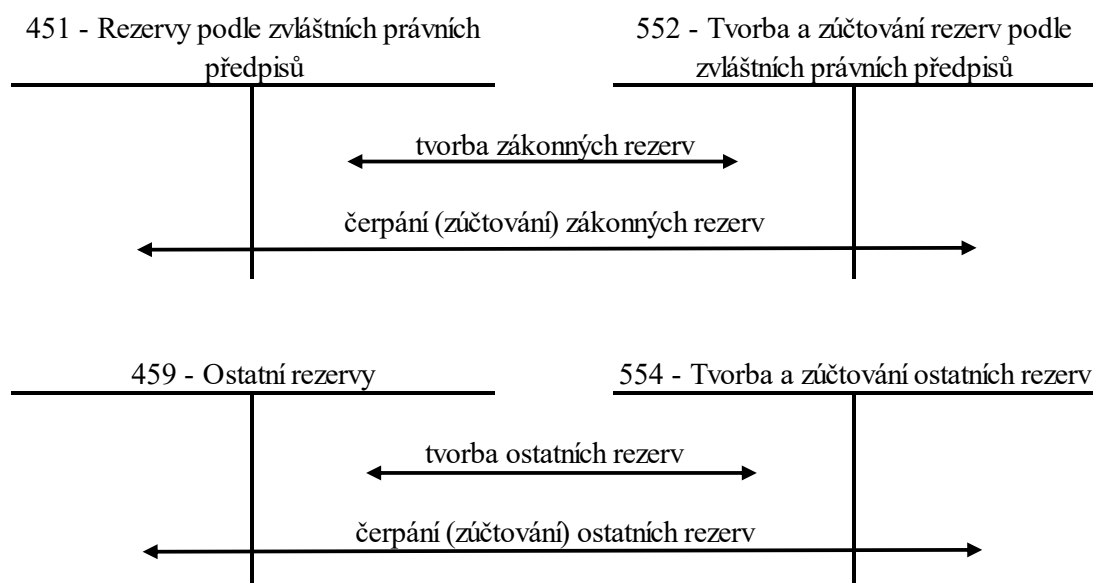 451 - Rezervy podle zvláštních právních
předpisů
552 - Tvorba a zúčtování rezerv podle
zvláštních právních předpisů
tvorba zákonných rezerv
čerpání (zúčtování) zákonných rezerv
459 - Ostatní rezervy
554 - Tvorba a zúčtování ostatních rezerv
tvorba ostatních rezerv
čerpání (zúčtování) ostatních rezerv